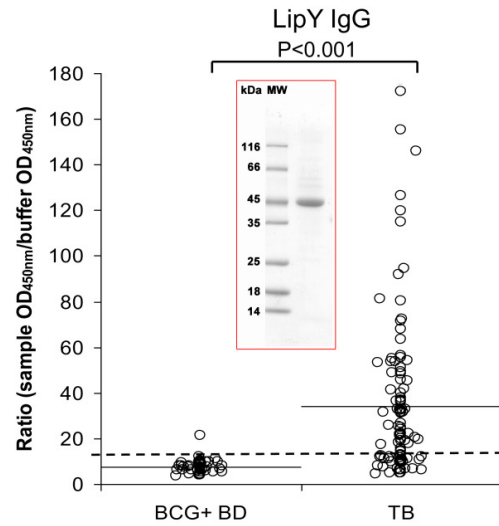 LipY IgG
P<0.001
Ratio (sample OD450nm/buffer OD450nm)
180
160
140
120
100
80
60
40
20
0
kDa MW
116
66
45
35
25
18
14
BCG+ BD
TB